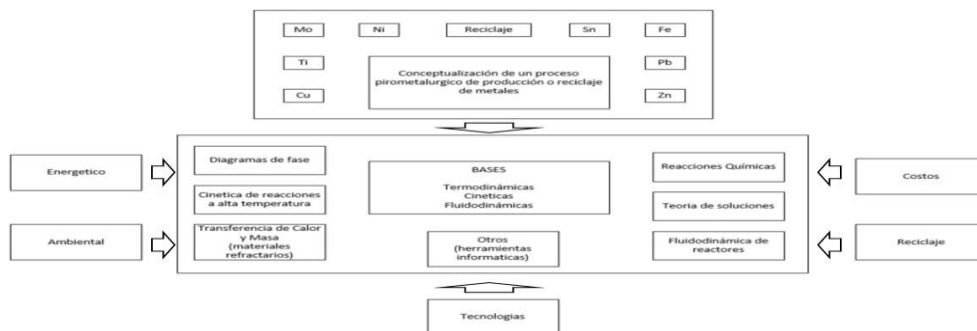 Mo
Ni
Reciclaje
Sn
Fe
Ti
Conceptualización de un proceso
pirometalurgico de producción o reciclaje
de metales
Pb
Cu
Zn
Energetico
Diagramas de fase
BASES
Termodinámicas
Cineticas
Fluidodinámicas
Reacciones Químicas
Costos
Cinetica de reacciones
a alta temperatura
Teoria de soluciones
Ambiental
Transferencia de Calor
y Masa
(materiales
refractarios)
Otros
(herramientas
informaticas)
Fluidodinámica de
reactores
Reciclaje
Tecnologias